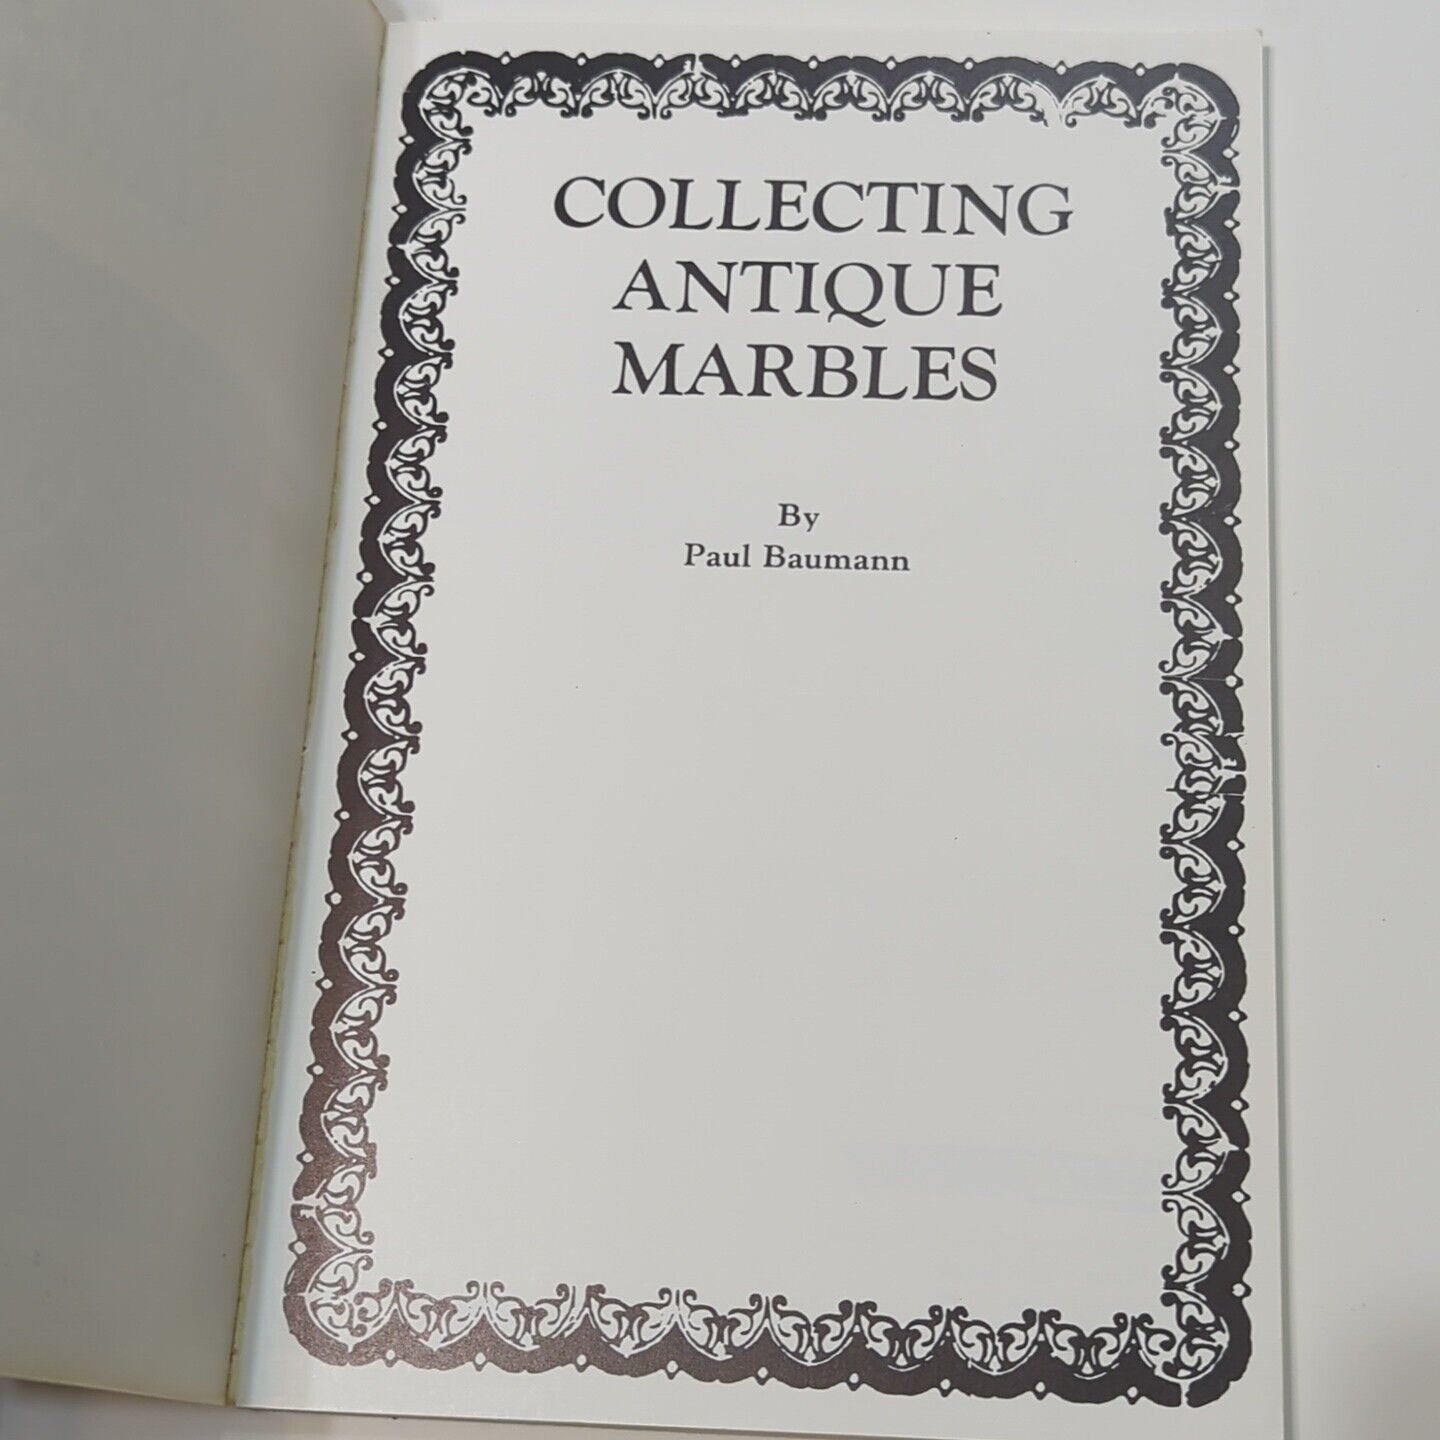 COLLECTING
ANTIQUE
MARBLES
By
Paul Baumann